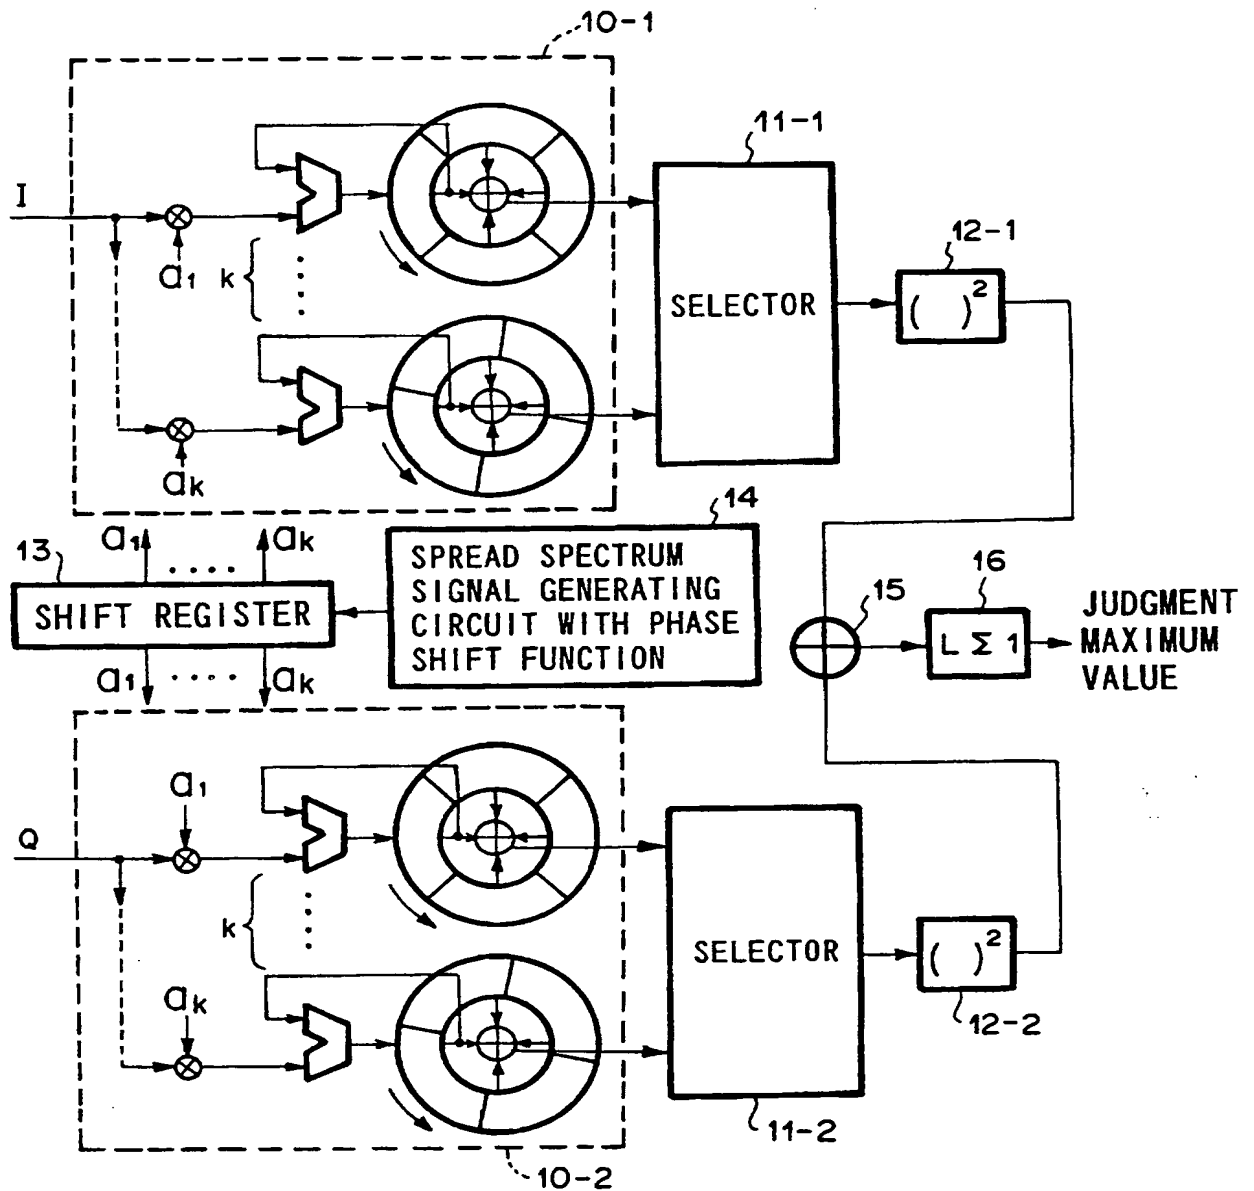 10-1
11-1
I
a1
k
SELECTOR
12-1
( )²
ak
14
13
a1 .... ak
SHIFT REGISTER
a1 .... ak
SPREAD SPECTRUM
SIGNAL GENERATING
CIRCUIT WITH PHASE
SHIFT FUNCTION
15
16
L Σ 1
JUDGMENT
MAXIMUM
VALUE
a1
Q
k
ak
SELECTOR
( )²
12-2
11-2
10-2